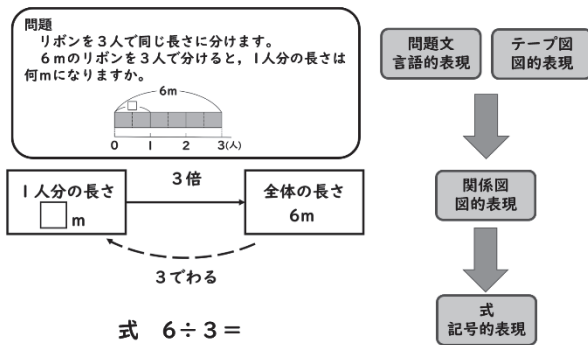 問題
リボンを3人で同じ長さに分けます。
6mのリボンを3人で分けると，1人分の長さは
何mになりますか。
6m
□
0 1 2 3(人)
1人分の長さ
□ m
3倍
全体の長さ
6m
3でわる
式 6÷3＝
問題文
言語的表現
テープ図
図的表現
関係図
図的表現
式
記号的表現